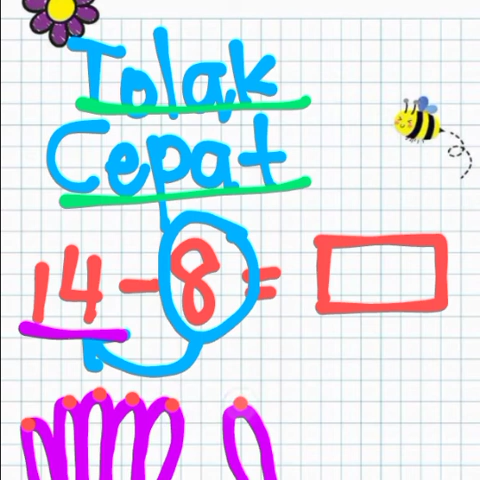 Tolak
Cepat
14 - 8 =